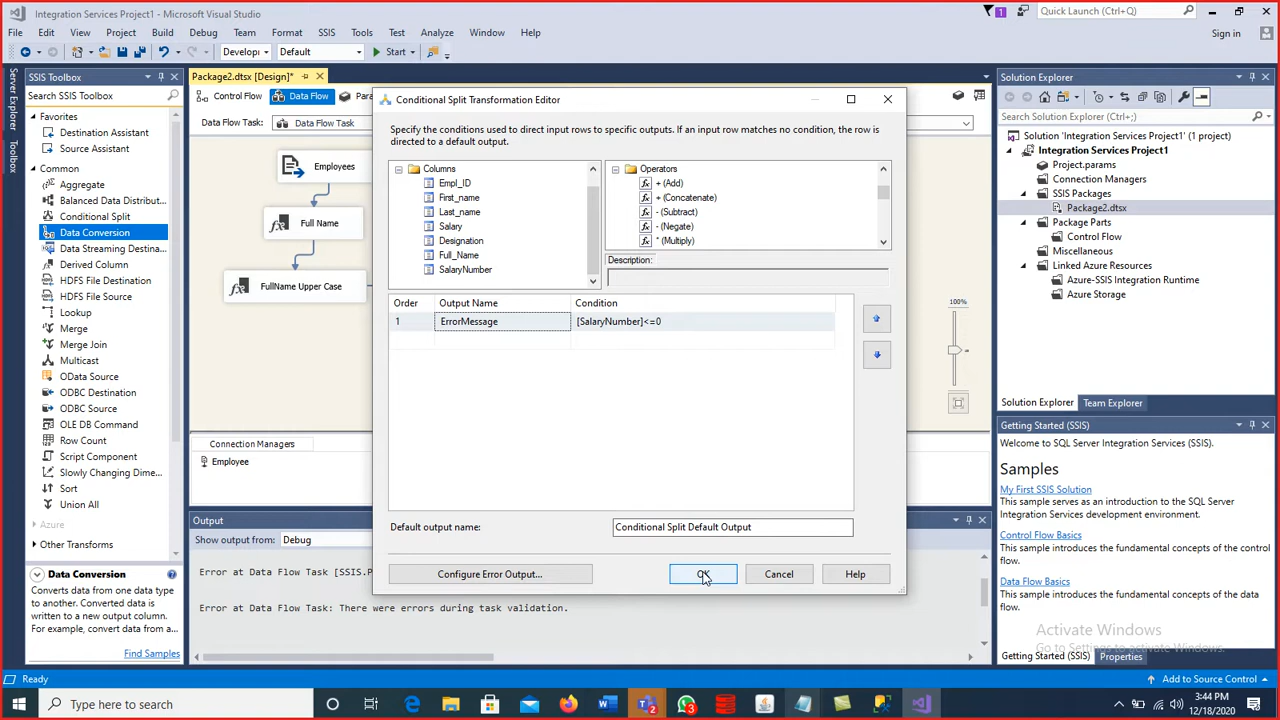 Integration Services Project1 - Microsoft Visual Studio
1
Quick Launch (Ctrl+Q)
File Edit View Project Build Debug Team Format SSIS Tools Test Analyze Window Help
Sign in
Develop Default Start
SSIS Toolbox
Search SSIS Toolbox
Server Explorer
Toolbox
Favorites
Destination Assistant
Source Assistant
Common
Aggregate
Balanced Data Distribut...
Conditional Split
Data Conversion
Data Streaming Destina...
Derived Column
HDFS File Destination
HDFS File Source
Lookup
Merge
Merge Join
Multicast
OData Source
ODBC Destination
ODBC Source
OLE DB Command
Row Count
Script Component
Slowly Changing Dime...
Sort
Union All
Azure
Other Transforms
Data Conversion
Converts data from one data type
to another. Converted data is
written to a new output column.
For example, convert data from a
Find Samples
Package2.dtsx [Design]*
Control Flow Data Flow Para
Data Flow Task: Data Flow Task
Employees
Full Name
FullName Upper Case
100%
Connection Managers
Employee
Output
Show output from: Debug
Error at Data Flow Task [SSIS.P
Error at Data Flow Task: There were errors during task validation.
Conditional Split Transformation Editor
Specify the conditions used to direct input rows to specific outputs. If an input row matches no condition, the row is
directed to a default output.
Columns
Empl_ID
First_name
Last_name
Salary
Designation
Full_Name
SalaryNumber
Operators
+ (Add)
+ (Concatenate)
- (Subtract)
- (Negate)
* (Multiply)
Description:
Order Output Name Condition
1 ErrorMessage [SalaryNumber]<=0
Default output name: Conditional Split Default Output
Configure Error Output... OK Cancel Help
Solution Explorer
Search Solution Explorer (Ctrl+;)
Solution 'Integration Services Project1' (1 project)
Integration Services Project1
Project.params
Connection Managers
SSIS Packages
Package2.dtsx
Package Parts
Control Flow
Miscellaneous
Linked Azure Resources
Azure-SSIS Integration Runtime
Azure Storage
Solution Explorer Team Explorer
Getting Started (SSIS)
Welcome to SQL Server Integration Services (SSIS).
Samples
My First SSIS Solution
This sample serves as an introduction to the SQL Server
Integration Services development environment.
Control Flow Basics
This sample introduces the fundamental concepts of the control
flow.
Data Flow Basics
This sample introduces the fundamental concepts of the data
flow.
Activate Windows
Go to Settings to activate Windows.
Getting Started (SSIS) Properties
Ready
Add to Source Control
Type here to search
2
3
3:44 PM
12/18/2020